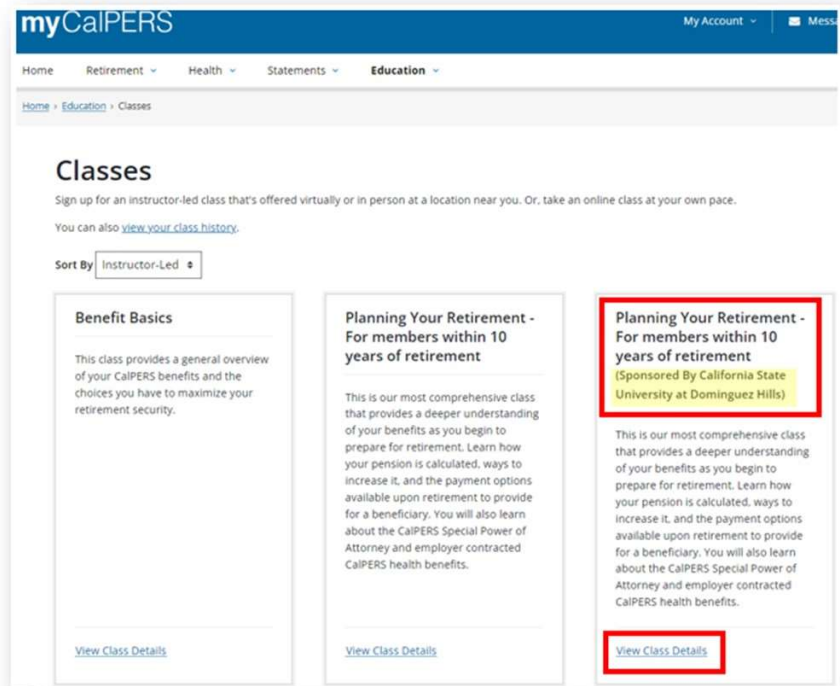 myCalPERS
My Account
Home Retirement Health Statements Education
Home › Education › Classes
Classes
Sign up for an instructor-led class that's offered virtually or in person at a location near you. Or, take an online class at your own pace.
You can also view your class history.
Sort By Instructor-Led
Benefit Basics
This class provides a general overview
of your CalPERS benefits and the
choices you have to maximize your
retirement security.
View Class Details
Planning Your Retirement -
For members within 10
years of retirement
This is our most comprehensive class
that provides a deeper understanding
of your benefits as you begin to
prepare for retirement. Learn how
your pension is calculated, ways to
increase it, and the payment options
available upon retirement to provide
for a beneficiary. You will also learn
about the CalPERS Special Power of
Attorney and employer contracted
CalPERS health benefits.
View Class Details
Planning Your Retirement -
For members within 10
years of retirement
(Sponsored By California State
University at Dominguez Hills)
This is our most comprehensive class
that provides a deeper understanding
of your benefits as you begin to
prepare for retirement. Learn how
your pension is calculated, ways to
increase it, and the payment options
available upon retirement to provide
for a beneficiary. You will also learn
about the CalPERS Special Power of
Attorney and employer contracted
CalPERS health benefits.
View Class Details